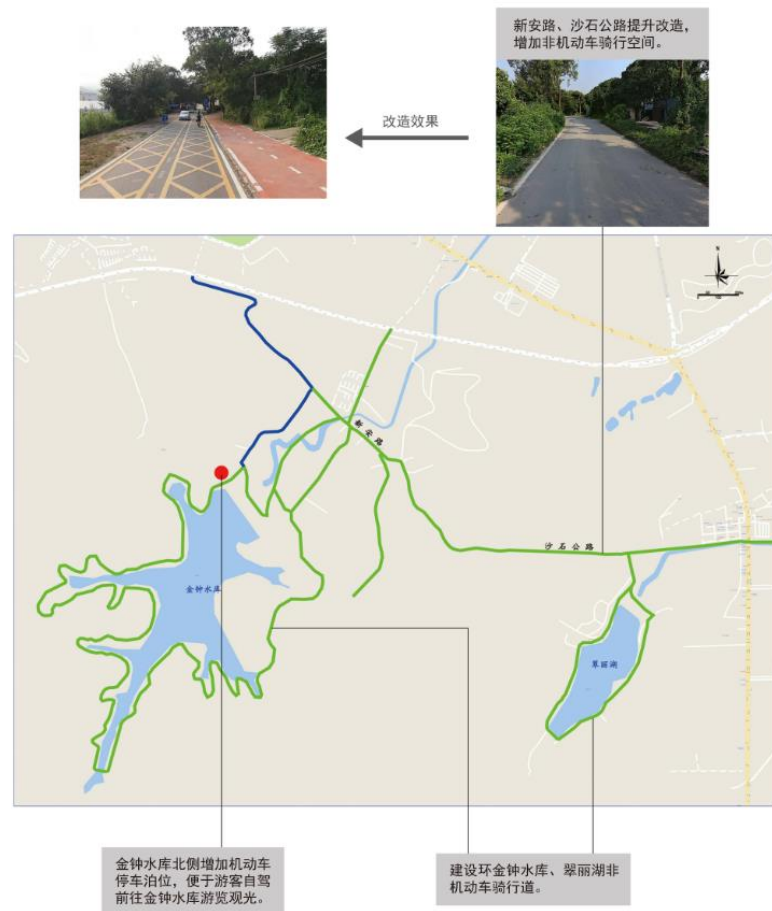 新安路、沙石公路提升改造，
增加非机动车骑行空间。
改造效果
新安路
沙石公路
金钟水库
翠丽湖
金钟水库北侧增加机动车
停车泊位，便于游客自驾
前往金钟水库游览观光。
建设环金钟水库、翠丽湖非
机动车骑行道。